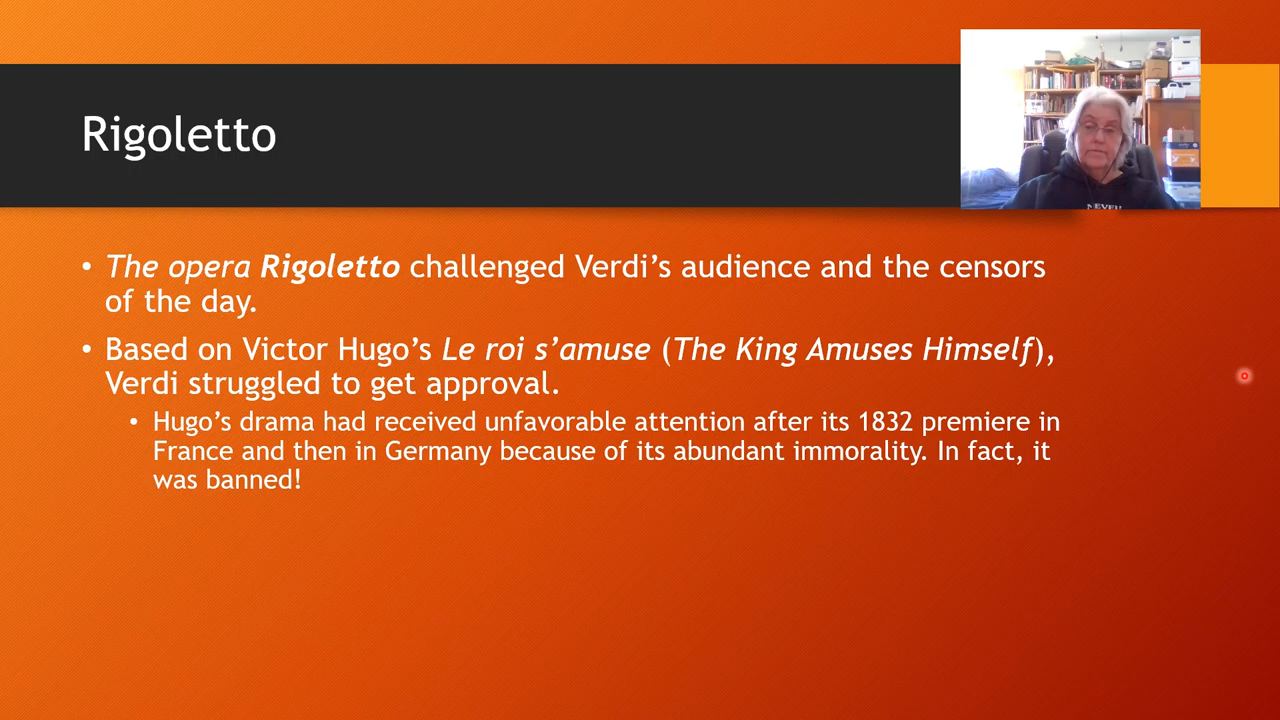 Rigoletto
• The opera Rigoletto challenged Verdi’s audience and the censors
of the day.
• Based on Victor Hugo’s Le roi s’amuse (The King Amuses Himself),
Verdi struggled to get approval.
• Hugo’s drama had received unfavorable attention after its 1832 premiere in
France and then in Germany because of its abundant immorality. In fact, it
was banned!